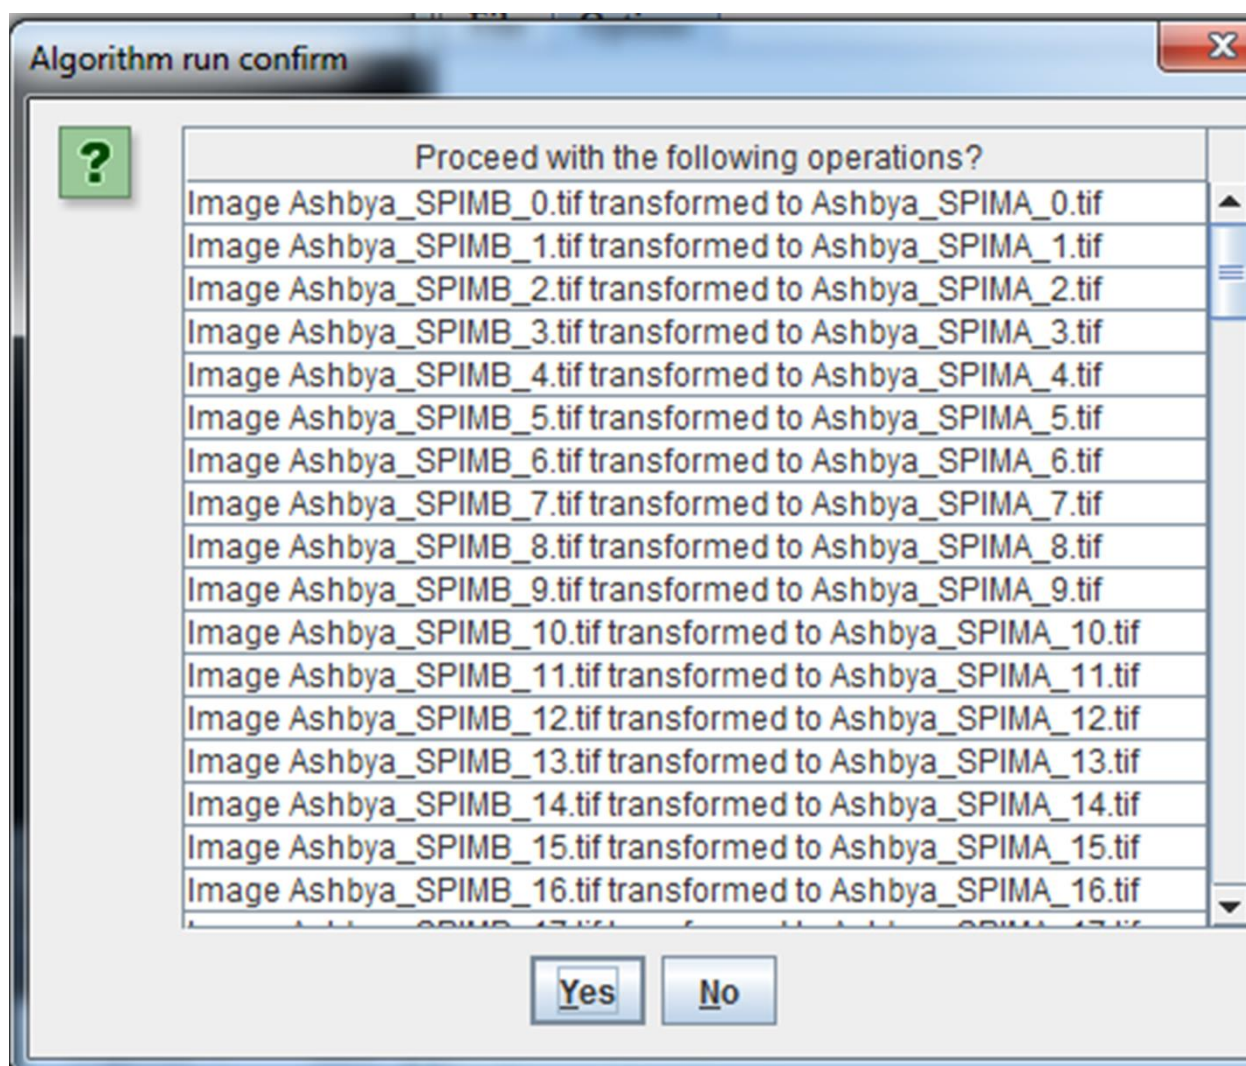 Algorithm run confirm
Proceed with the following operations?
Image Ashbya_SPIMB_0.tif transformed to Ashbya_SPIMA_0.tif
Image Ashbya_SPIMB_1.tif transformed to Ashbya_SPIMA_1.tif
Image Ashbya_SPIMB_2.tif transformed to Ashbya_SPIMA_2.tif
Image Ashbya_SPIMB_3.tif transformed to Ashbya_SPIMA_3.tif
Image Ashbya_SPIMB_4.tif transformed to Ashbya_SPIMA_4.tif
Image Ashbya_SPIMB_5.tif transformed to Ashbya_SPIMA_5.tif
Image Ashbya_SPIMB_6.tif transformed to Ashbya_SPIMA_6.tif
Image Ashbya_SPIMB_7.tif transformed to Ashbya_SPIMA_7.tif
Image Ashbya_SPIMB_8.tif transformed to Ashbya_SPIMA_8.tif
Image Ashbya_SPIMB_9.tif transformed to Ashbya_SPIMA_9.tif
Image Ashbya_SPIMB_10.tif transformed to Ashbya_SPIMA_10.tif
Image Ashbya_SPIMB_11.tif transformed to Ashbya_SPIMA_11.tif
Image Ashbya_SPIMB_12.tif transformed to Ashbya_SPIMA_12.tif
Image Ashbya_SPIMB_13.tif transformed to Ashbya_SPIMA_13.tif
Image Ashbya_SPIMB_14.tif transformed to Ashbya_SPIMA_14.tif
Image Ashbya_SPIMB_15.tif transformed to Ashbya_SPIMA_15.tif
Image Ashbya_SPIMB_16.tif transformed to Ashbya_SPIMA_16.tif
Yes No